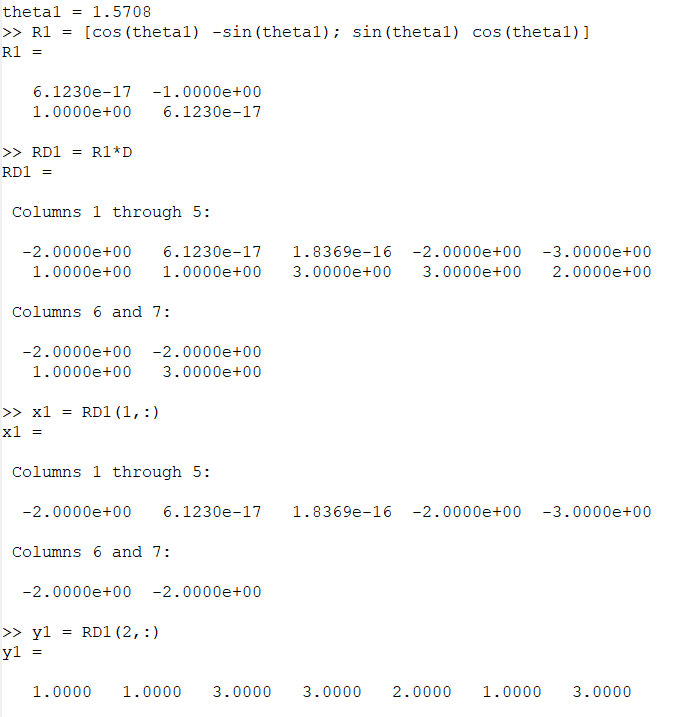 theta1 = 1.5708
>> R1 = [cos(theta1) -sin(theta1); sin(theta1) cos(theta1)]
R1 =
6.1230e-17 -1.0000e+00
1.0000e+00 6.1230e-17
>> RD1 = R1*D
RD1 =
Columns 1 through 5:
-2.0000e+00 6.1230e-17 1.8369e-16 -2.0000e+00 -3.0000e+00
1.0000e+00 1.0000e+00 3.0000e+00 3.0000e+00 2.0000e+00
Columns 6 and 7:
-2.0000e+00 -2.0000e+00
1.0000e+00 3.0000e+00
>> x1 = RD1(1,:)
x1 =
Columns 1 through 5:
-2.0000e+00 6.1230e-17 1.8369e-16 -2.0000e+00 -3.0000e+00
Columns 6 and 7:
-2.0000e+00 -2.0000e+00
>> y1 = RD1(2,:)
y1 =
1.0000 1.0000 3.0000 3.0000 2.0000 1.0000 3.0000